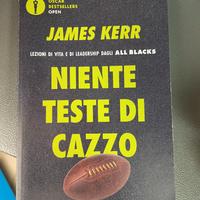 OSCAR
BESTSELLERS
OPEN
JAMES KERR
LEZIONI DI VITA E DI LEADERSHIP DAGLI ALL BLACKS
NIENTE
TESTE DI
CAZZO